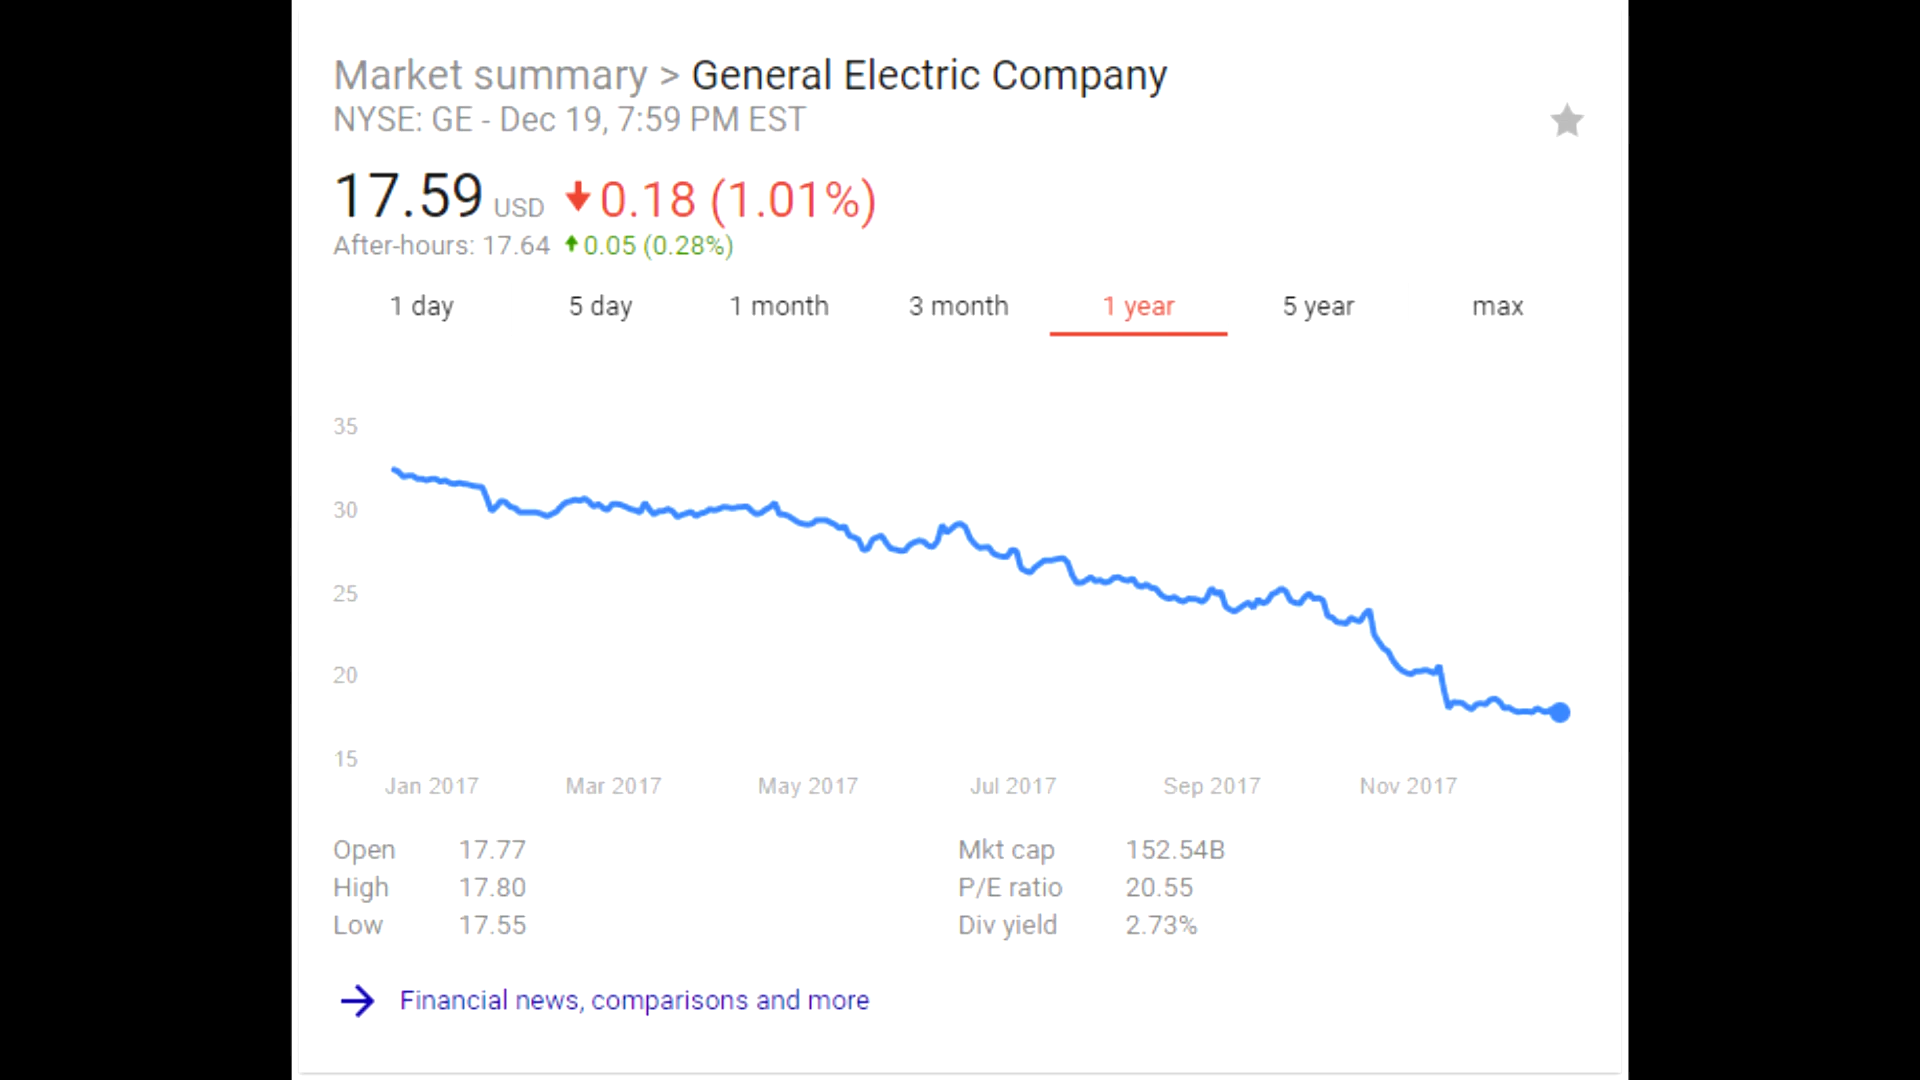 Market summary > General Electric Company
NYSE: GE - Dec 19, 7:59 PM EST
17.59 USD 0.18 (1.01%)
After-hours: 17.64 0.05 (0.28%)
1 day 5 day 1 month 3 month 1 year 5 year max
35
30
25
20
15
Jan 2017 Mar 2017 May 2017 Jul 2017 Sep 2017 Nov 2017
Open 17.77 Mkt cap 152.54B
High 17.80 P/E ratio 20.55
Low 17.55 Div yield 2.73%
Financial news, comparisons and more